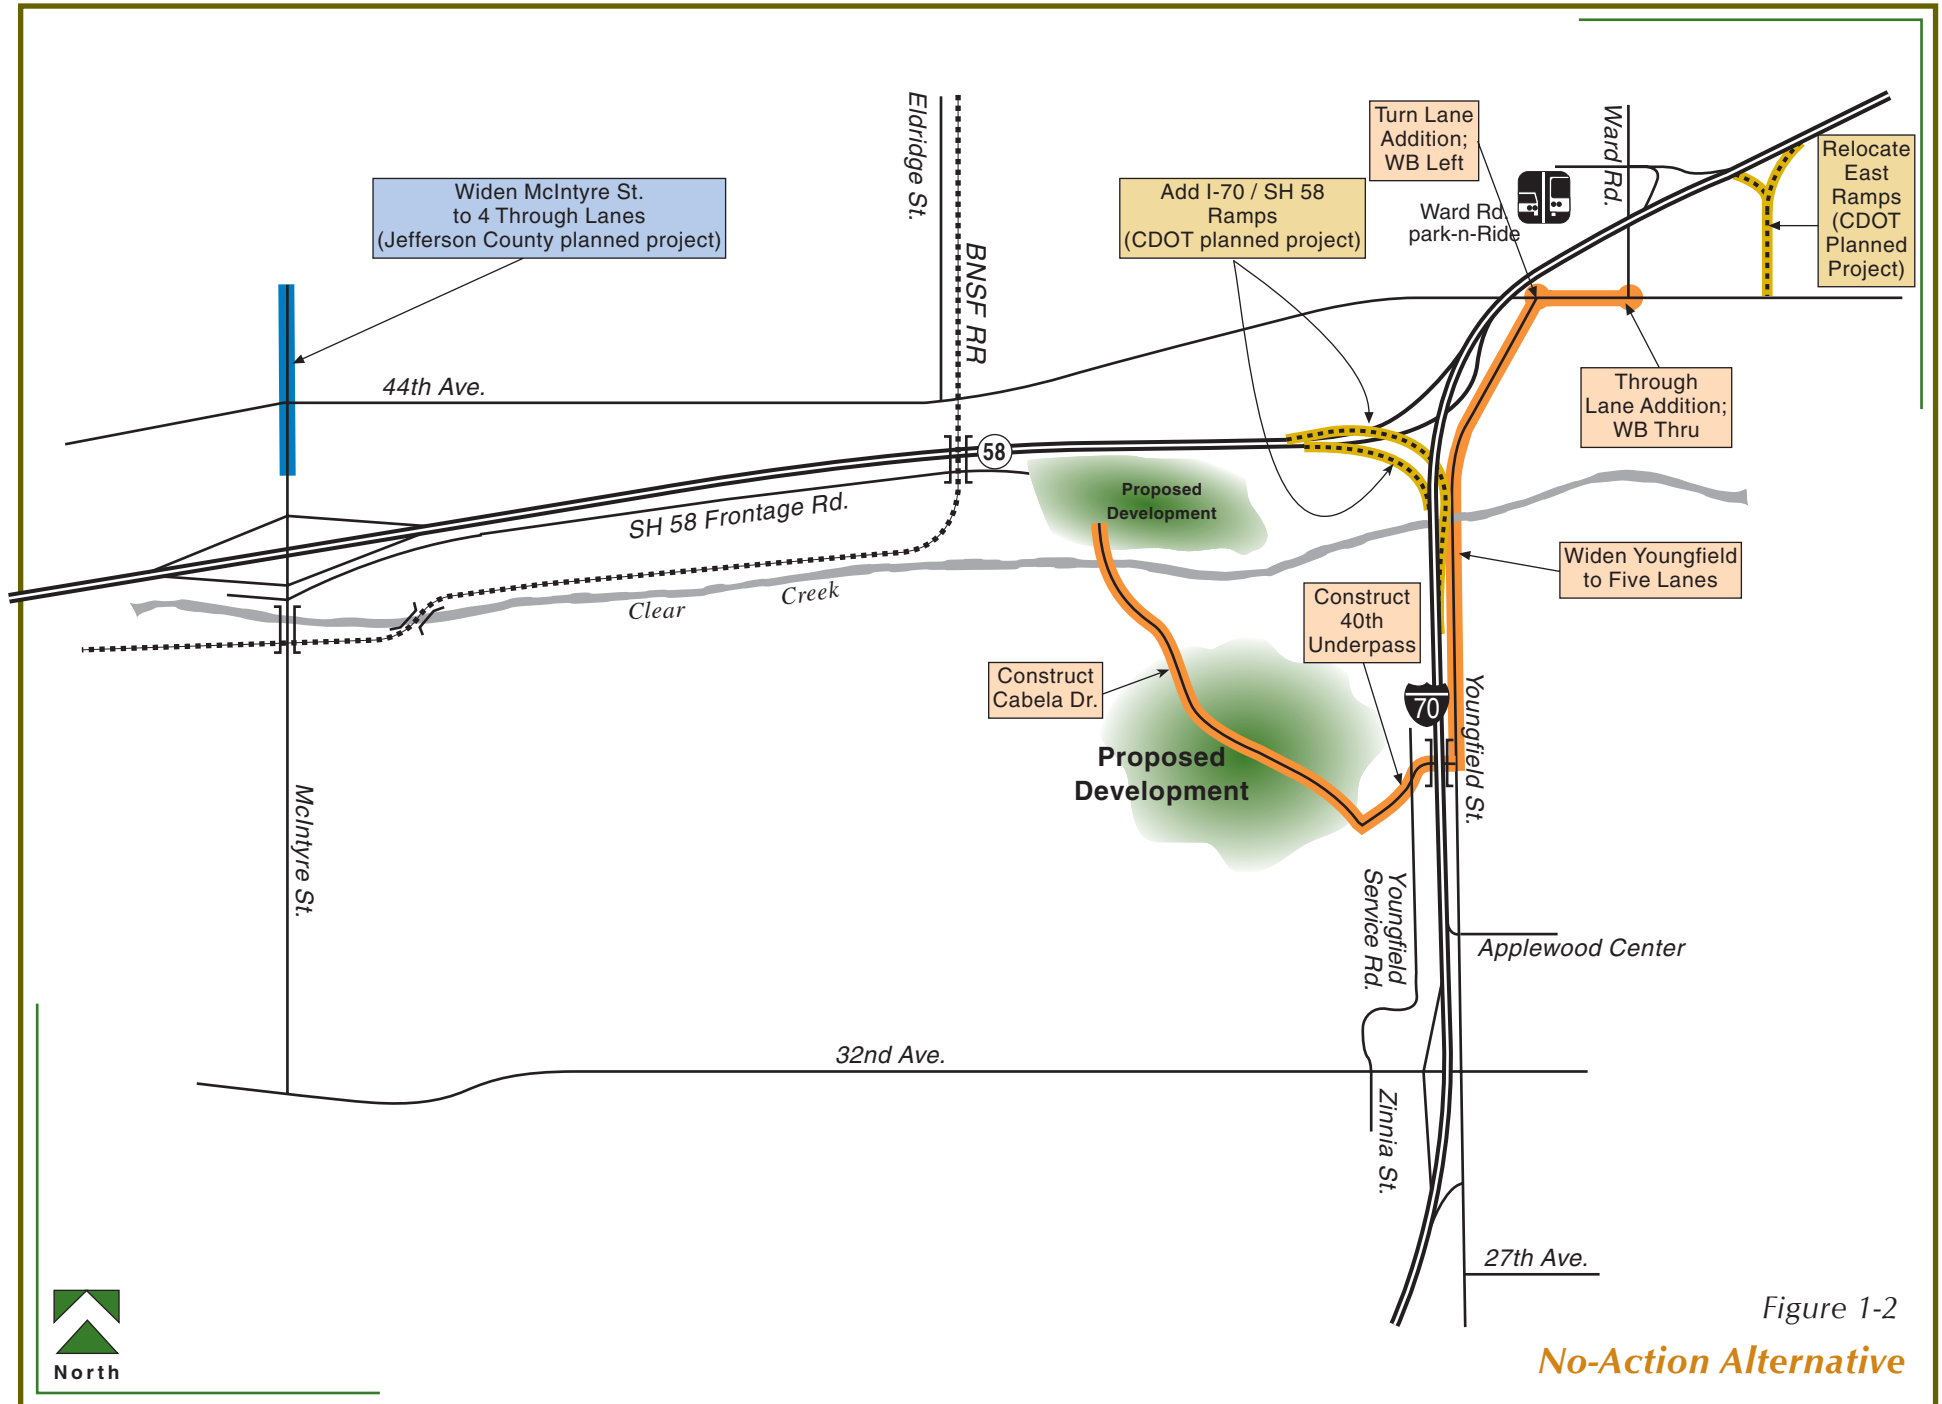 Eldridge St.
BNSF RR
Turn Lane
Addition;
WB Left
Ward Rd.
Ward Rd.
park-n-Ride
Relocate
East
Ramps
(CDOT
Planned
Project)
Widen McIntyre St.
to 4 Through Lanes
(Jefferson County planned project)
Add I-70 / SH 58
Ramps
(CDOT planned project)
44th Ave.
Through
Lane Addition;
WB Thru
58
SH 58 Frontage Rd.
Proposed
Development
Widen Youngfield
to Five Lanes
Clear
Creek
Construct
40th
Underpass
Construct
Cabela Dr.
70
Youngfield St.
Proposed
Development
McIntyre St.
Youngfield
Service Rd.
Applewood Center
32nd Ave.
Zinnia St.
27th Ave.
North
Figure 1-2
No-Action Alternative